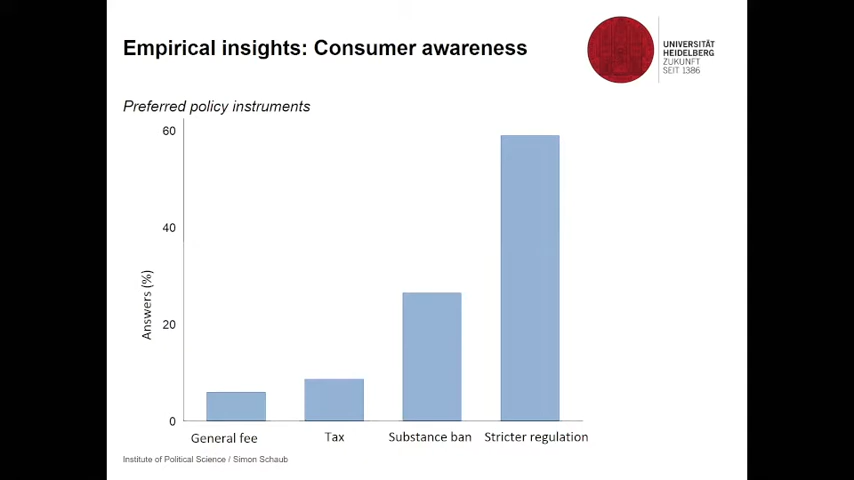 Empirical insights: Consumer awareness
UNIVERSITÄT
HEIDELBERG
ZUKUNFT
SEIT 1386
Preferred policy instruments
60
40
20
0
Answers (%)
General fee
Tax
Substance ban
Stricter regulation
Institute of Political Science / Simon Schaub